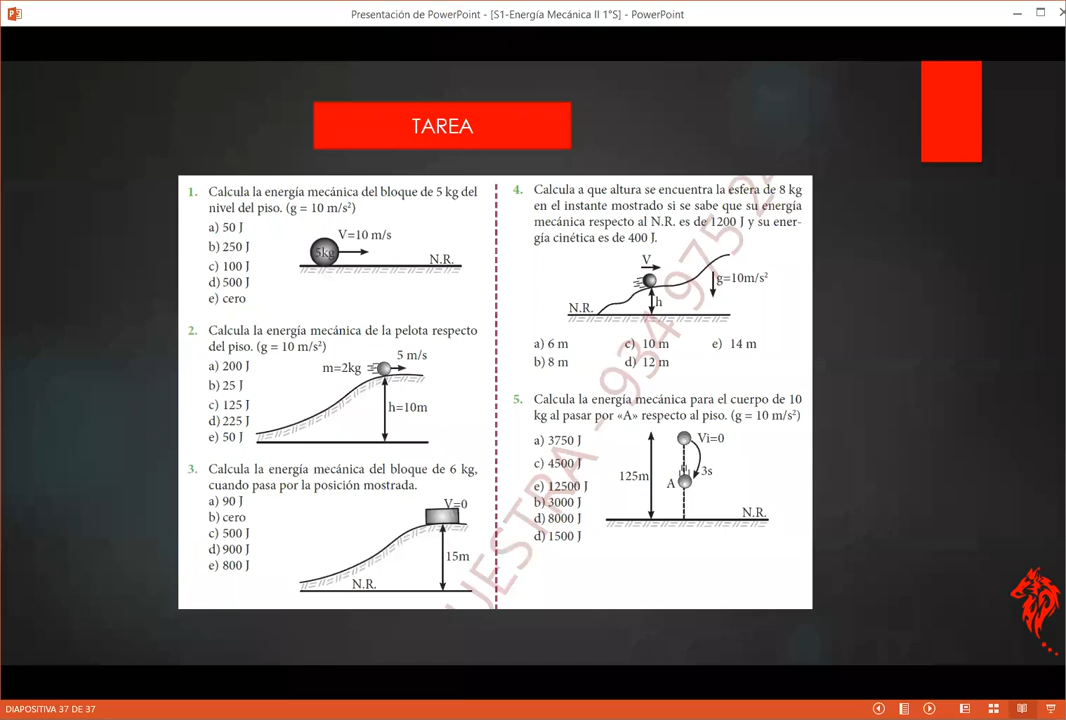 Presentación de PowerPoint - [S1-Energía Mecánica II 1°S] - PowerPoint
TAREA
1. Calcula la energía mecánica del bloque de 5 kg del
nivel del piso. (g = 10 m/s²)
a) 50 J
b) 250 J
c) 100 J
d) 500 J
e) cero
V=10 m/s
5kg
N.R.
2. Calcula la energía mecánica de la pelota respecto
del piso. (g = 10 m/s²)
a) 200 J
b) 25 J
c) 125 J
d) 225 J
e) 50 J
5 m/s
m=2kg
h=10m
3. Calcula la energía mecánica del bloque de 6 kg,
cuando pasa por la posición mostrada.
a) 90 J
b) cero
c) 500 J
d) 900 J
e) 800 J
V=0
15m
N.R.
4. Calcula a que altura se encuentra la esfera de 8 kg
en el instante mostrado si se sabe que su energía
mecánica respecto al N.R. es de 1200 J y su ener-
gía cinética es de 400 J.
V
g=10m/s²
h
N.R.
a) 6 m c) 10 m e) 14 m
b) 8 m d) 12 m
5. Calcula la energía mecánica para el cuerpo de 10
kg al pasar por «A» respecto al piso. (g = 10 m/s²)
a) 3750 J
c) 4500 J
e) 12500 J
b) 3000 J
d) 8000 J
d) 1500 J
Vi=0
3s
125m
A
N.R.
UESTRA - 934 975 2
DIAPOSITIVA 37 DE 37